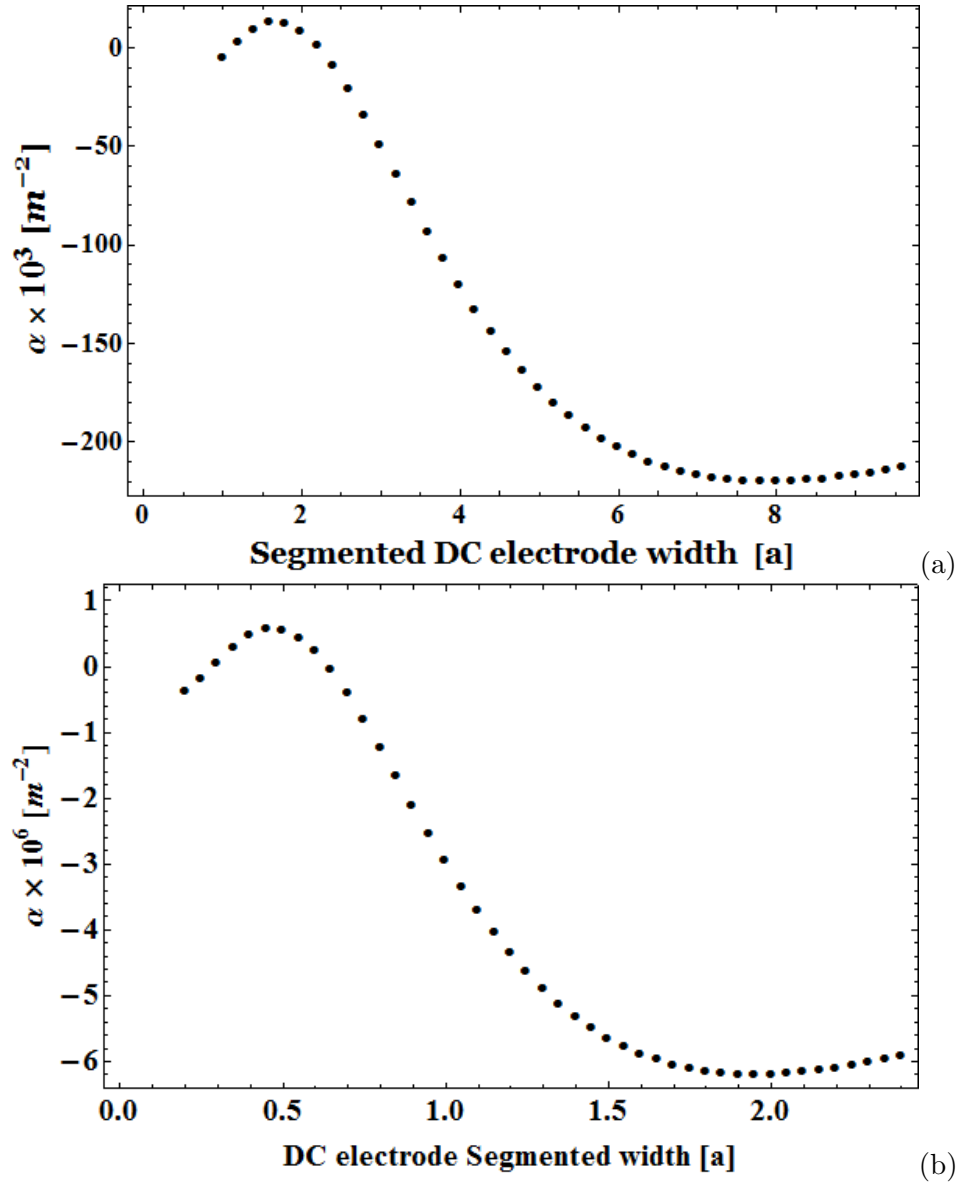 0
−50
−100
−150
−200
α × 10³ [m⁻²]
0 2 4 6 8
Segmented DC electrode width [a]
(a)
1
0
−1
−2
−3
−4
−5
−6
α × 10⁶ [m⁻²]
0.0 0.5 1.0 1.5 2.0
DC electrode Segmented width [a]
(b)